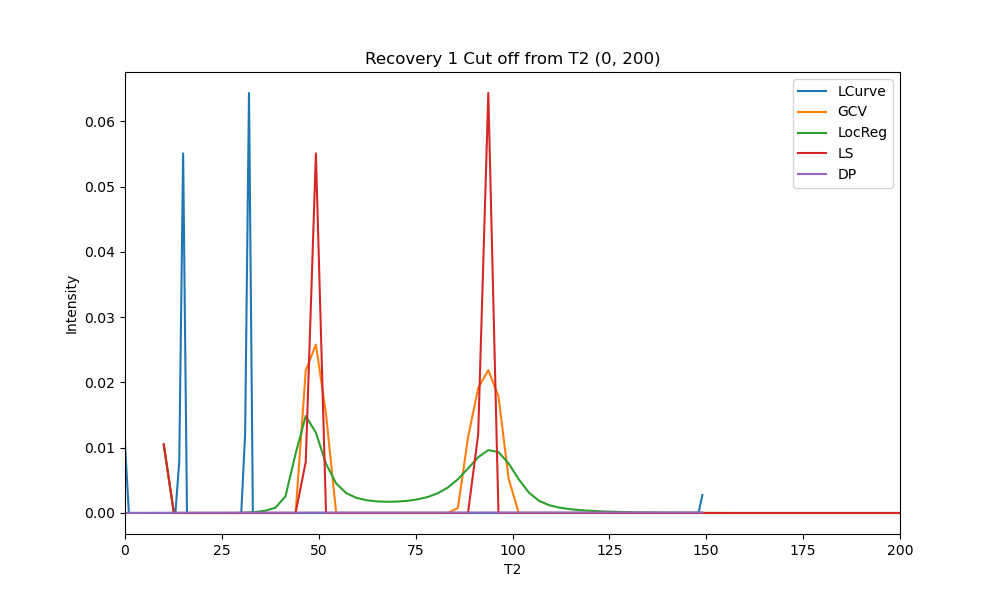 Recovery 1 Cut off from T2 (0, 200)
LCurve
GCV
LocReg
LS
DP
Intensity
0.06
0.05
0.04
0.03
0.02
0.01
0.00
0 25 50 75 100 125 150 175 200
T2